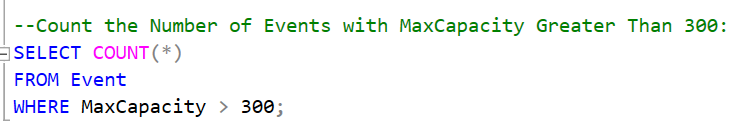 --Count the Number of Events with MaxCapacity Greater Than 300:
SELECT COUNT(*)
FROM Event
WHERE MaxCapacity > 300;